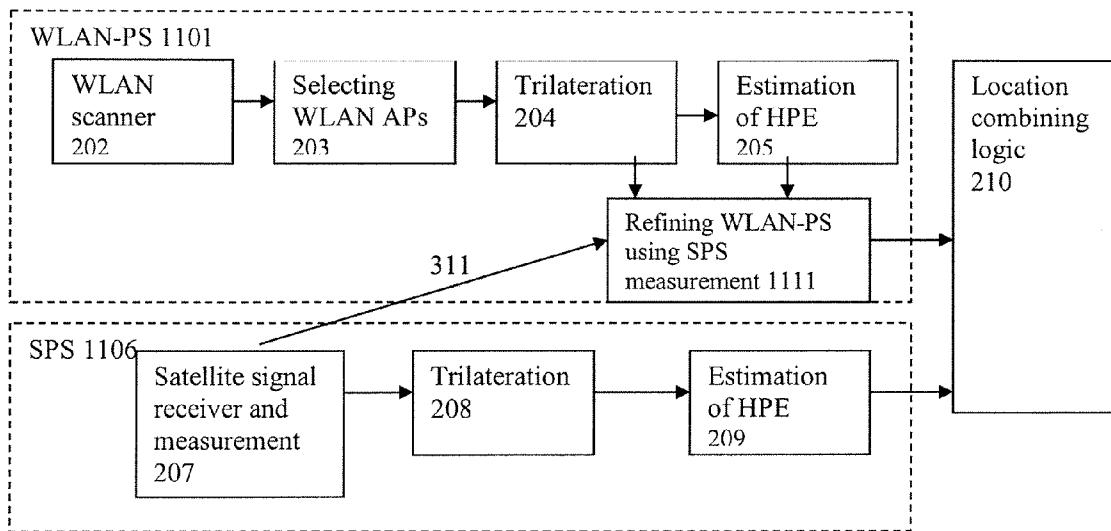 WLAN-PS 1101
WLAN
scanner
202
Selecting
WLAN APs
203
Trilateration
204
Estimation
of HPE
205
Location
combining
logic
210
Refining WLAN-PS
using SPS
measurement 1111
311
SPS 1106
Satellite signal
receiver and
measurement
207
Trilateration
208
Estimation
of HPE
209